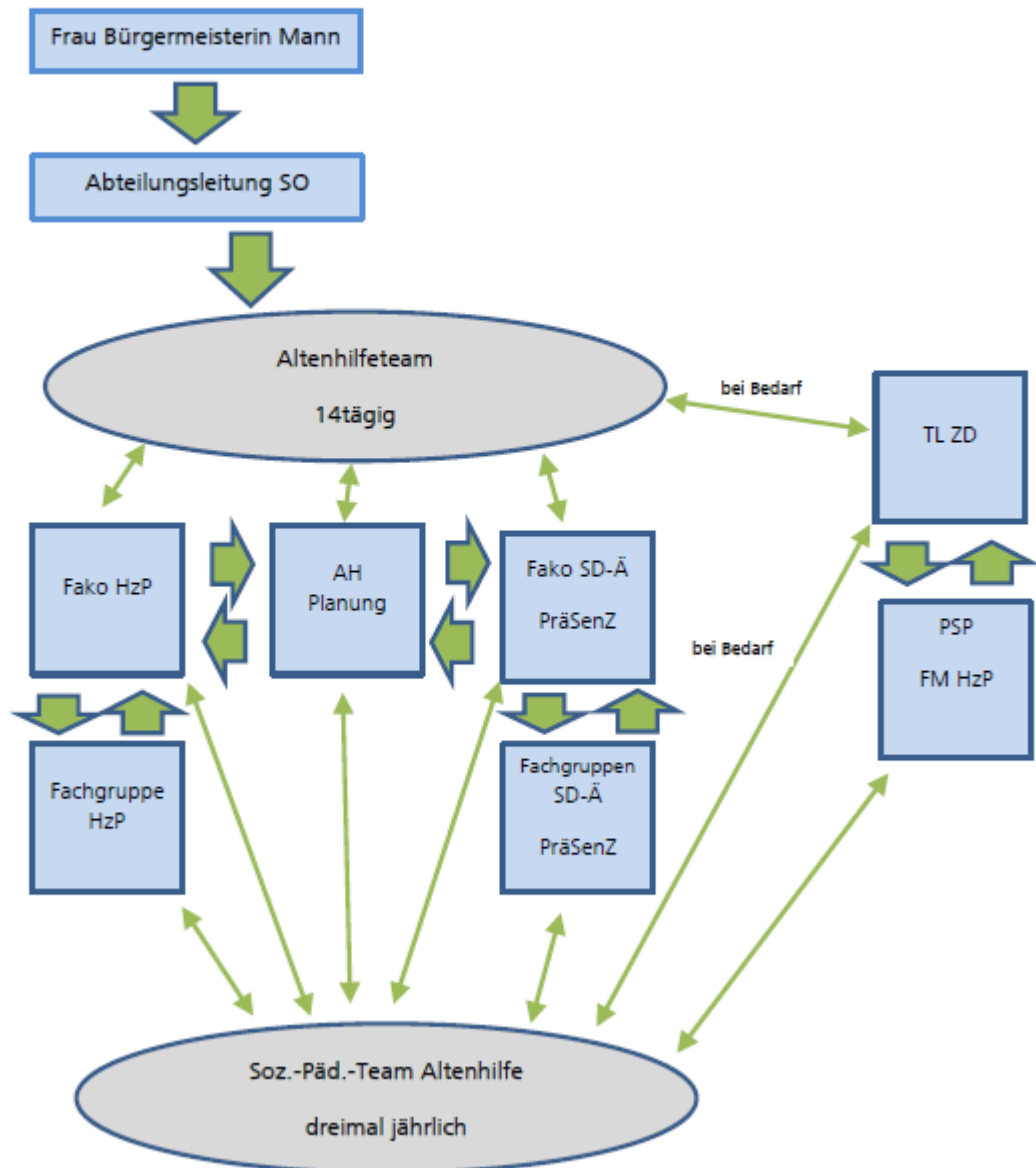 Frau Bürgermeisterin Mann
Abteilungsleitung SO
Altenhilfeteam
14tägig
bei Bedarf
TL ZD
Fako HzP
AH
Planung
Fako SD-Ä
PräSenZ
bei Bedarf
PSP
FM HzP
Fachgruppe
HzP
Fachgruppen
SD-Ä
PräSenZ
Soz.-Päd.-Team Altenhilfe
dreimal jährlich